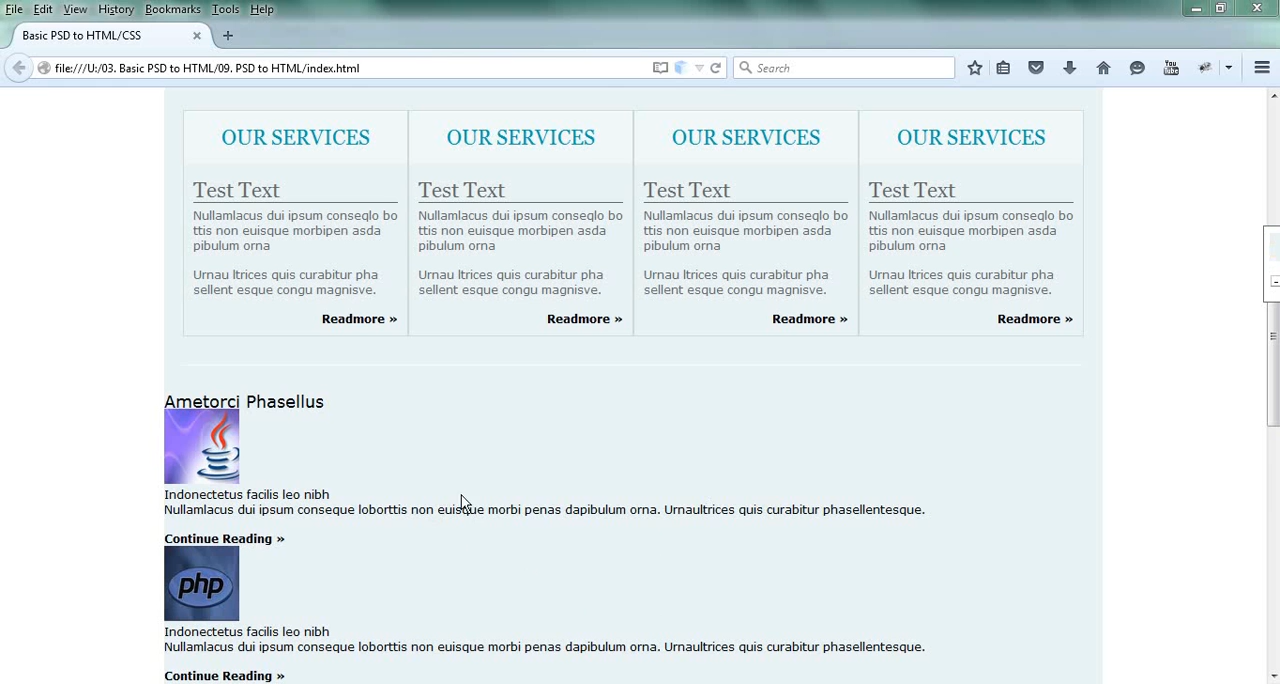 File Edit View History Bookmarks Tools Help
Basic PSD to HTML/CSS
file:///U:/03. Basic PSD to HTML/09. PSD to HTML/index.html
Search
You
Tube
OUR SERVICES OUR SERVICES OUR SERVICES OUR SERVICES
Test Text Test Text Test Text Test Text
Nullamlacus dui ipsum conseqlo bo Nullamlacus dui ipsum conseqlo bo Nullamlacus dui ipsum conseqlo bo Nullamlacus dui ipsum conseqlo bo
ttis non euisque morbipen asda ttis non euisque morbipen asda ttis non euisque morbipen asda ttis non euisque morbipen asda
pibulum orna pibulum orna pibulum orna pibulum orna
Urnau ltrices quis curabitur pha Urnau ltrices quis curabitur pha Urnau ltrices quis curabitur pha Urnau ltrices quis curabitur pha
sellent esque congu magnisve. sellent esque congu magnisve. sellent esque congu magnisve. sellent esque congu magnisve.
Readmore » Readmore » Readmore » Readmore »
Ametorci Phasellus
Indonectetus facilis leo nibh
Nullamlacus dui ipsum conseque loborttis non euisque morbi penas dapibulum orna. Urnaultrices quis curabitur phasellentesque.
Continue Reading »
php
Indonectetus facilis leo nibh
Nullamlacus dui ipsum conseque loborttis non euisque morbi penas dapibulum orna. Urnaultrices quis curabitur phasellentesque.
Continue Reading »